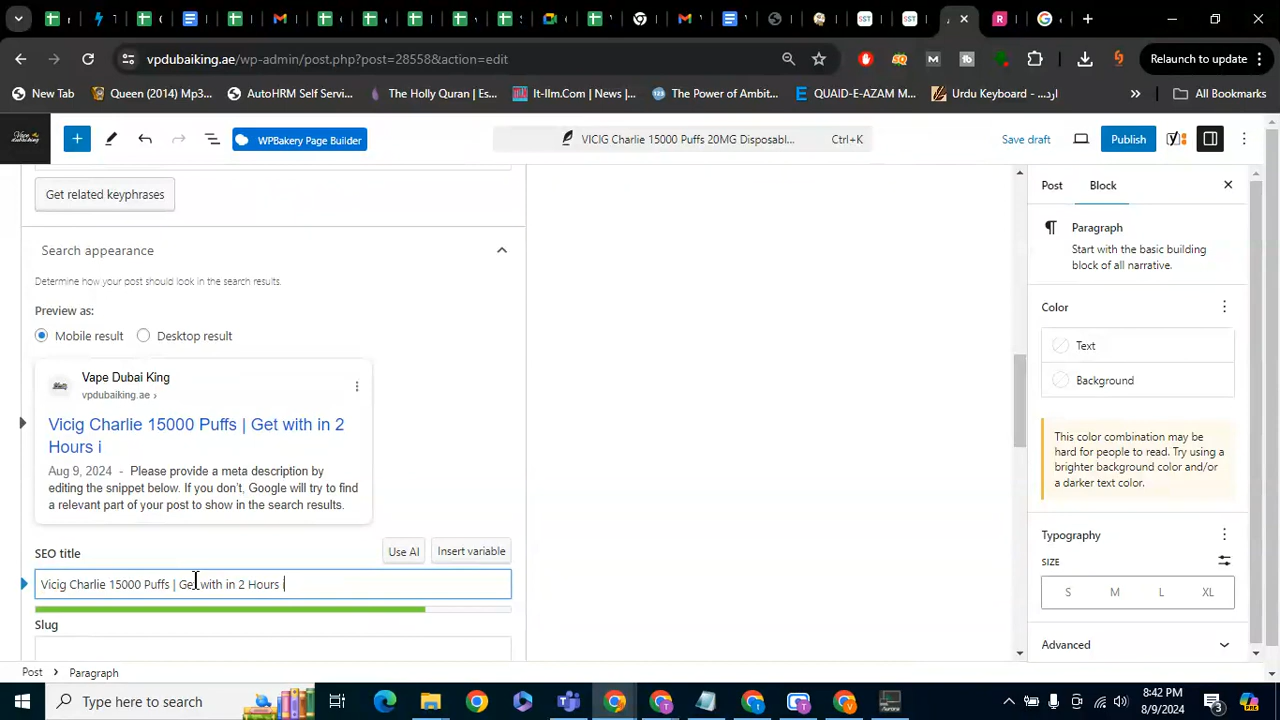 vpdubaiking.ae/wp-admin/post.php?post=28558&action=edit
Relaunch to update
New Tab
Queen (2014) Mp3...
AutoHRM Self Servi...
The Holly Quran | Es...
It-IIm.Com | News |...
The Power of Ambit...
QUAID-E-AZAM M...
Urdu Keyboard - اردو...
All Bookmarks
WPBakery Page Builder
VICIG Charlie 15000 Puffs 20MG Disposabl...
Ctrl+K
Save draft
Publish
Get related keyphrases
Search appearance
Determine how your post should look in the search results.
Preview as:
Mobile result
Desktop result
Vape Dubai King
vpdubaiking.ae ›
Vicig Charlie 15000 Puffs | Get with in 2
Hours i
Aug 9, 2024 - Please provide a meta description by
editing the snippet below. If you don't, Google will try to find
a relevant part of your post to show in the search results.
SEO title
Use AI
Insert variable
Vicig Charlie 15000 Puffs | Get with in 2 Hours i
Slug
Post
Block
Paragraph
Start with the basic building
block of all narrative.
Color
Text
Background
This color combination may be
hard for people to read. Try using a
brighter background color and/or
a darker text color.
Typography
SIZE
S M L XL
Advanced
Post > Paragraph
Type here to search
8:42 PM
8/9/2024
3